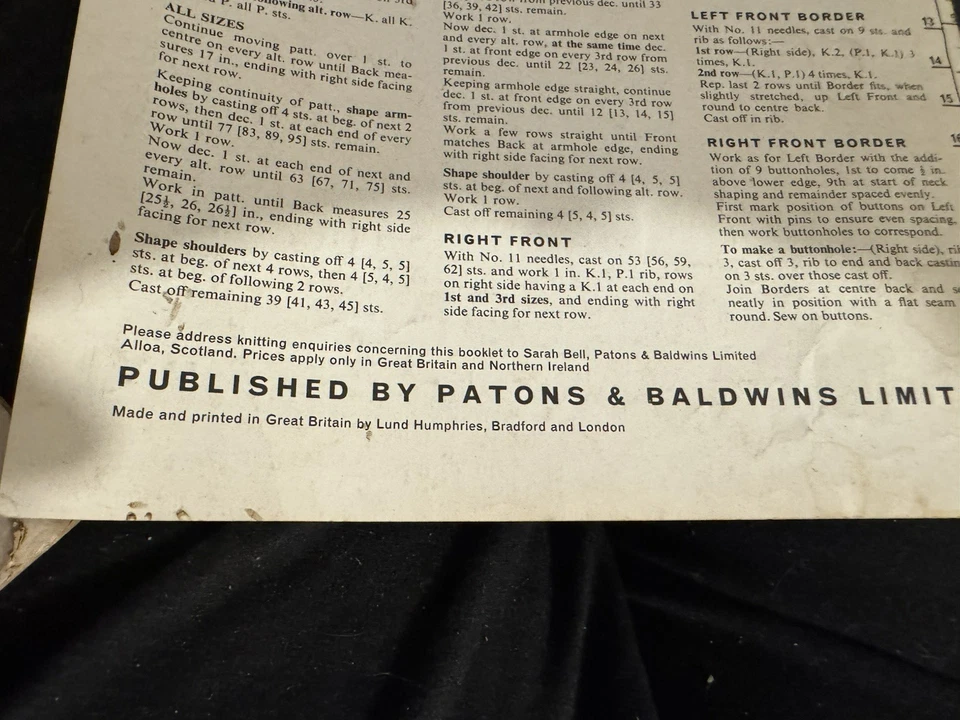 following alt. row—K. all K.
P. all P. sts.
ALL SIZES
Continue moving patt. over 1 st. to
centre on every alt. row until Back mea-
sures 17 in., ending with right side facing
for next row.
Keeping continuity of patt., shape arm-
holes by casting off 4 sts. at beg. of next 2
rows, then dec. 1 st. at each end of every
row until 77 [83, 89, 95] sts. remain.
Work 1 row.
Now dec. 1 st. at each end of next and
every alt. row until 63 [67, 71, 75] sts.
remain.
Work in patt. until Back measures 25
[25½, 26, 26½] in., ending with right side
facing for next row.
Shape shoulders by casting off 4 [4, 5, 5]
sts. at beg. of next 4 rows, then 4 [5, 4, 5]
sts. at beg. of following 2 rows.
Cast off remaining 39 [41, 43, 45] sts.
previous dec. until 33
[36, 39, 42] sts. remain.
Work 1 row.
Now dec. 1 st. at armhole edge on next
and every alt. row, at the same time dec.
1 st. at front edge on every 3rd row from
previous dec. until 22 [23, 24, 26] sts.
remain.
Keeping armhole edge straight, continue
dec. 1 st. at front edge on every 3rd row
from previous dec. until 12 [13, 14, 15]
sts. remain.
Work a few rows straight until Front
matches Back at armhole edge, ending
with right side facing for next row.
Shape shoulder by casting off 4 [4, 5, 5]
sts. at beg. of next and following alt. row.
Work 1 row.
Cast off remaining 4 [5, 4, 5] sts.
RIGHT FRONT
With No. 11 needles, cast on 53 [56, 59,
62] sts. and work 1 in. K.1, P.1 rib, rows
on right side having a K.1 at each end on
1st and 3rd sizes, and ending with right
side facing for next row.
LEFT FRONT BORDER
With No. 11 needles, cast on 9 sts. and
rib as follows:—
1st row—(Right side), K.2, (P.1, K.1) 3
times, K.1.
2nd row—(K.1, P.1) 4 times, K.1.
Rep. last 2 rows until Border fits, when
slightly stretched, up Left Front and
round to centre back.
Cast off in rib.
RIGHT FRONT BORDER
Work as for Left Border with the addi-
tion of 9 buttonholes, 1st to come ½ in.
above lower edge, 9th at start of neck
shaping and remainder spaced evenly.
First mark position of buttons on Left
Front with pins to ensure even spacing,
then work buttonholes to correspond.
To make a buttonhole:—(Right side), rib
3, cast off 3, rib to end and back casting
on 3 sts. over those cast off.
Join Borders at centre back and
neatly in position with a flat seam
round. Sew on buttons.
13
14
15
Please address knitting enquiries concerning this booklet to Sarah Bell, Patons & Baldwins Limited
Alloa, Scotland. Prices apply only in Great Britain and Northern Ireland
PUBLISHED BY PATONS & BALDWINS LIMIT
Made and printed in Great Britain by Lund Humphries, Bradford and London